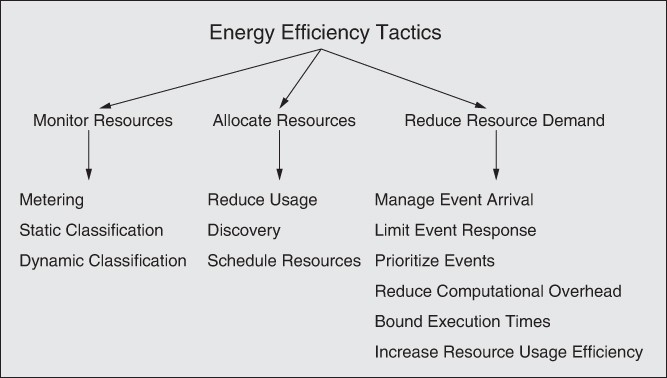 Energy Efficiency Tactics
Monitor Resources
Allocate Resources
Reduce Resource Demand
Metering
Static Classification
Dynamic Classification
Reduce Usage
Discovery
Schedule Resources
Manage Event Arrival
Limit Event Response
Prioritize Events
Reduce Computational Overhead
Bound Execution Times
Increase Resource Usage Efficiency